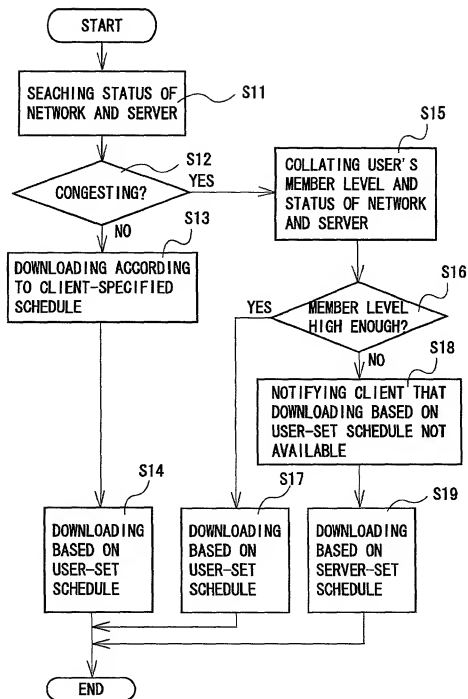 START
SEACHING STATUS OF
NETWORK AND SERVER
S11
S12
CONGESTING?
YES
NO
S13
DOWNLOADING ACCORDING
TO CLIENT-SPECIFIED
SCHEDULE
S15
COLLATING USER'S
MEMBER LEVEL AND
STATUS OF NETWORK
AND SERVER
S16
MEMBER LEVEL
HIGH ENOUGH?
YES
NO
S18
NOTIFYING CLIENT THAT
DOWNLOADING BASED ON
USER-SET SCHEDULE NOT
AVAILABLE
S14
DOWNLOADING
BASED ON
USER-SET
SCHEDULE
S17
DOWNLOADING
BASED ON
USER-SET
SCHEDULE
S19
DOWNLOADING
BASED ON
SERVER-SET
SCHEDULE
END